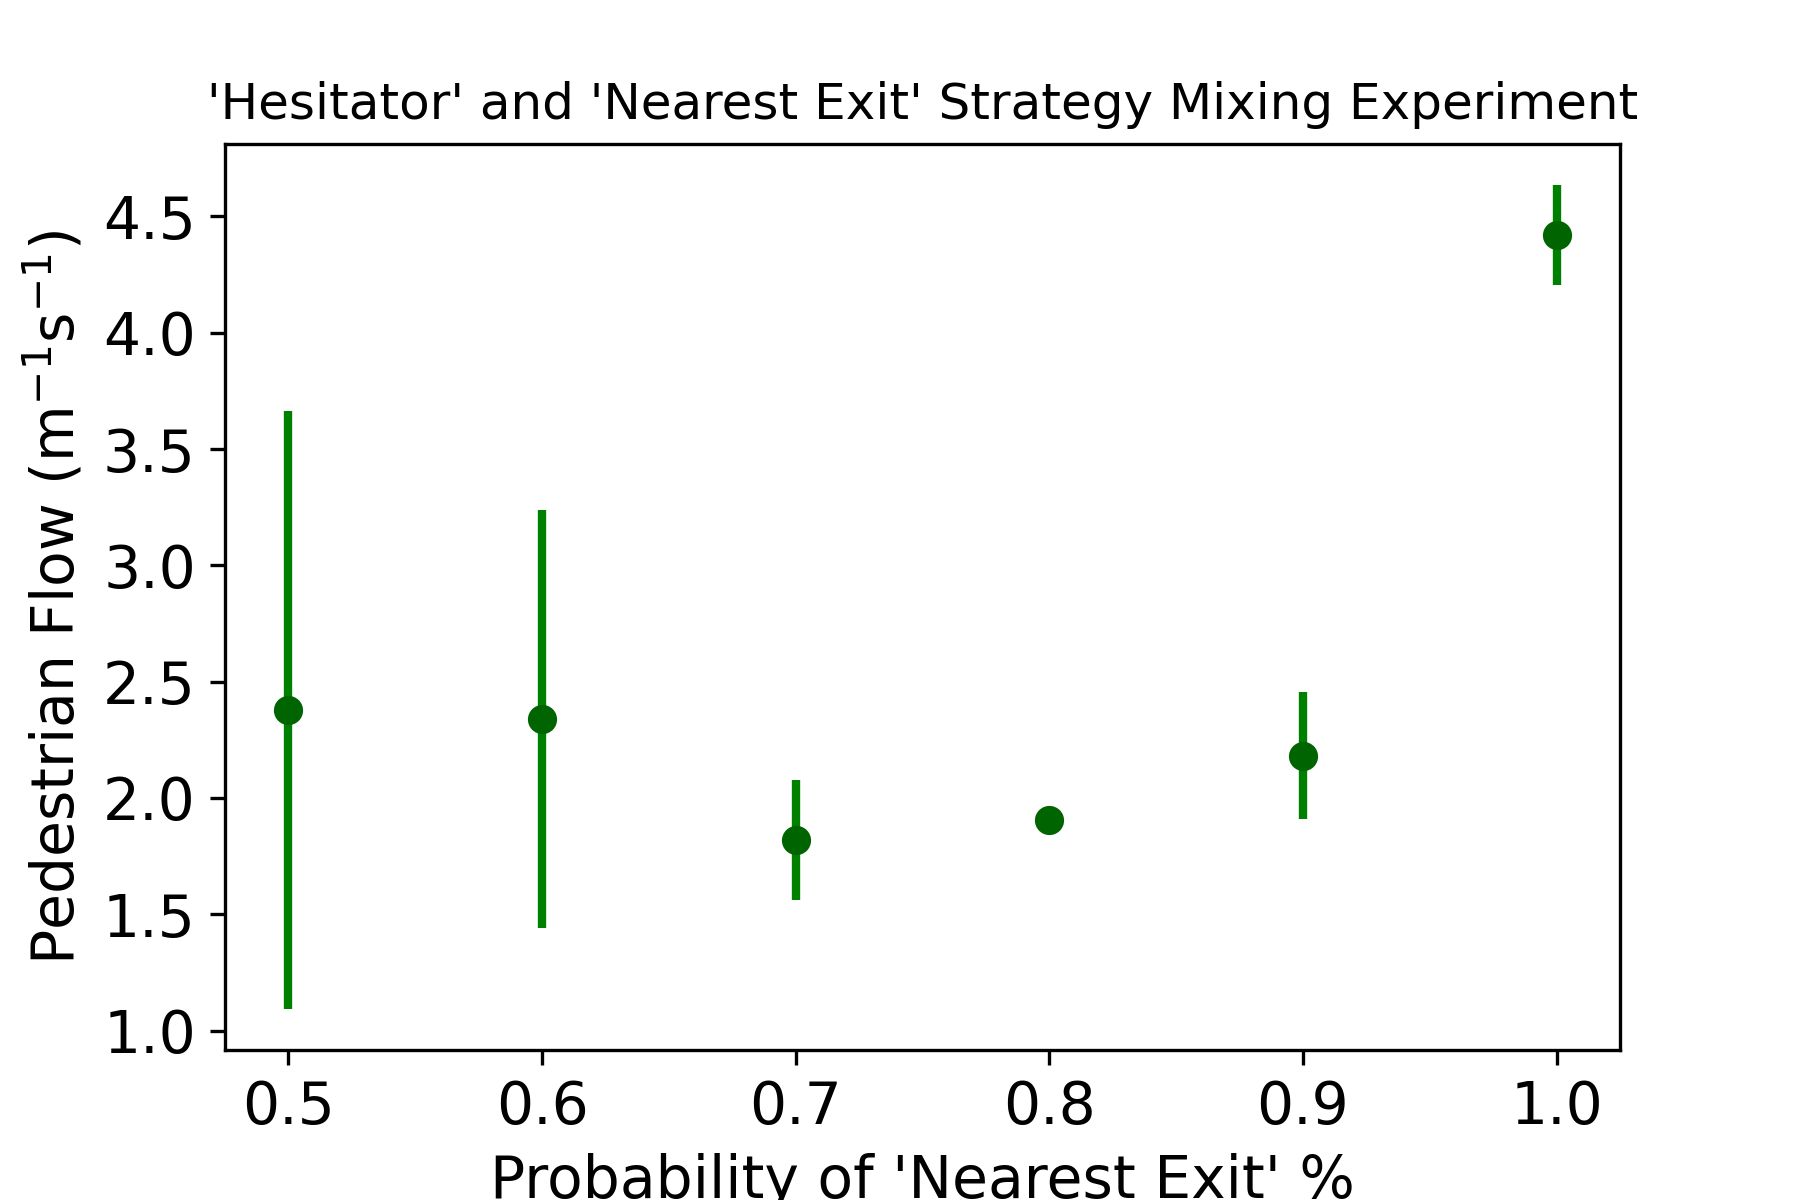 'Hesitator' and 'Nearest Exit' Strategy Mixing Experiment
Pedestrian Flow (m⁻¹s⁻¹)
4.5
4.0
3.5
3.0
2.5
2.0
1.5
1.0
0.5 0.6 0.7 0.8 0.9 1.0
Probability of 'Nearest Exit' %